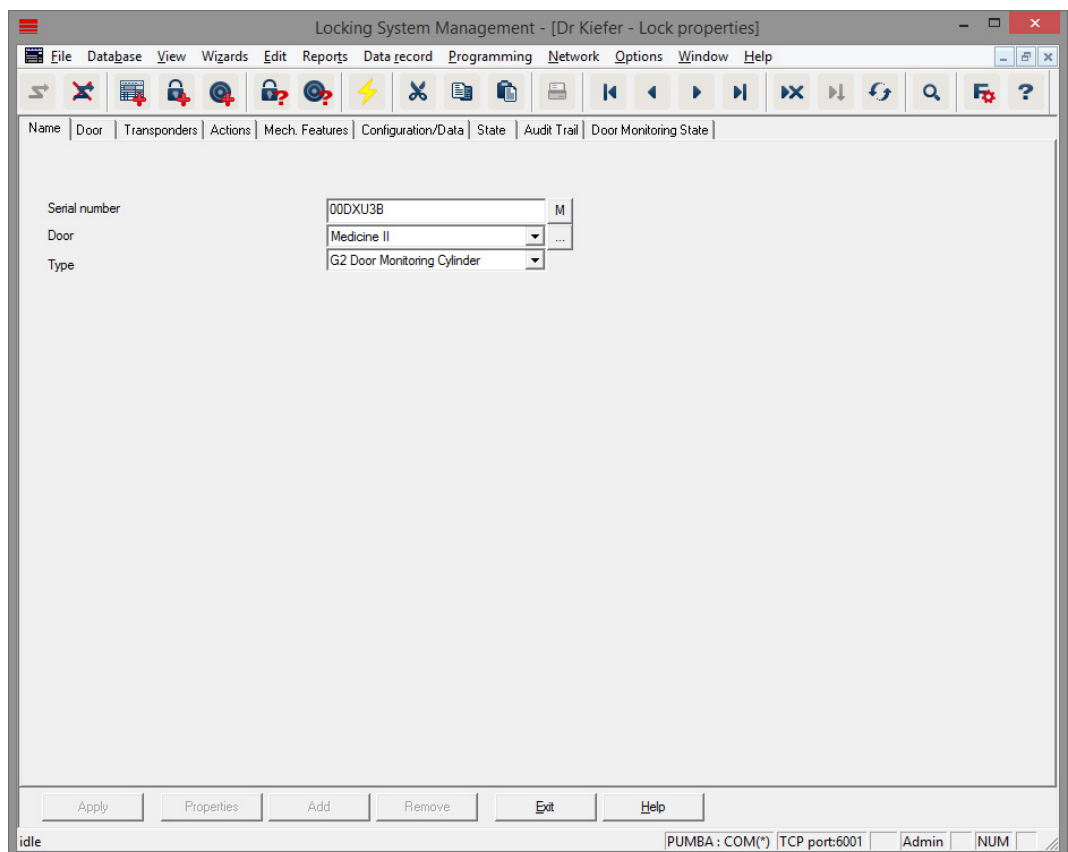 Locking System Management - [Dr Kiefer - Lock properties]
File Database View Wizards Edit Reports Data record Programming Network Options Window Help
Name Door Transponders Actions Mech. Features Configuration/Data State Audit Trail Door Monitoring State
Serial number 00DXU3B M
Door Medicine II ...
Type G2 Door Monitoring Cylinder
Apply Properties Add Remove Exit Help
idle PUMBA : COM(*) TCP port:6001 Admin NUM